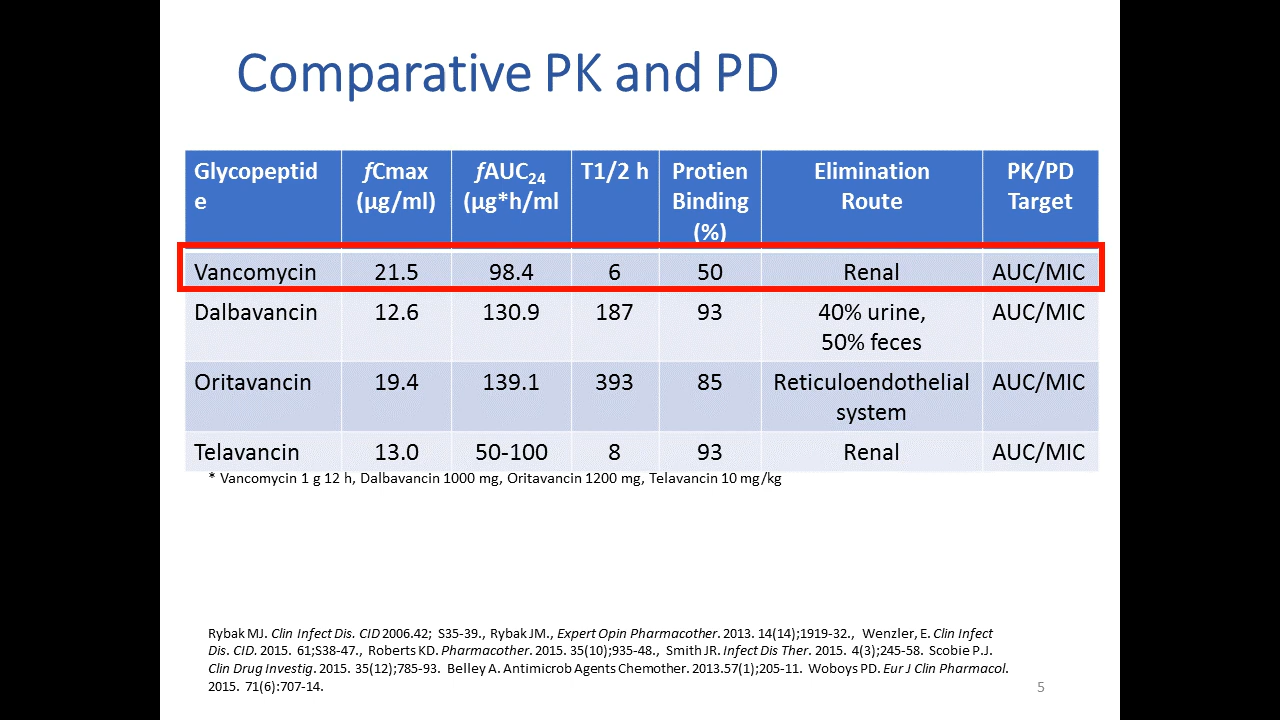 Comparative PK and PD
Glycopeptid
e
fCmax
(µg/ml)
fAUC24
(µg*h/ml
T1/2 h
Protien
Binding
(%)
Elimination
Route
PK/PD
Target
Vancomycin 21.5 98.4 6 50 Renal AUC/MIC
Dalbavancin 12.6 130.9 187 93 40% urine, AUC/MIC
50% feces
Oritavancin 19.4 139.1 393 85 Reticuloendothelial AUC/MIC
system
Telavancin 13.0 50-100 8 93 Renal AUC/MIC
* Vancomycin 1 g 12 h, Dalbavancin 1000 mg, Oritavancin 1200 mg, Telavancin 10 mg/kg
Rybak MJ. Clin Infect Dis. CID 2006.42; S35-39., Rybak JM., Expert Opin Pharmacother. 2013. 14(14);1919-32., Wenzler, E. Clin Infect
Dis. CID. 2015. 61;S38-47., Roberts KD. Pharmacother. 2015. 35(10);935-48., Smith JR. Infect Dis Ther. 2015. 4(3);245-58. Scobie P.J.
Clin Drug Investig. 2015. 35(12);785-93. Belley A. Antimicrob Agents Chemother. 2013.57(1);205-11. Woboys PD. Eur J Clin Pharmacol.
2015. 71(6):707-14.
5